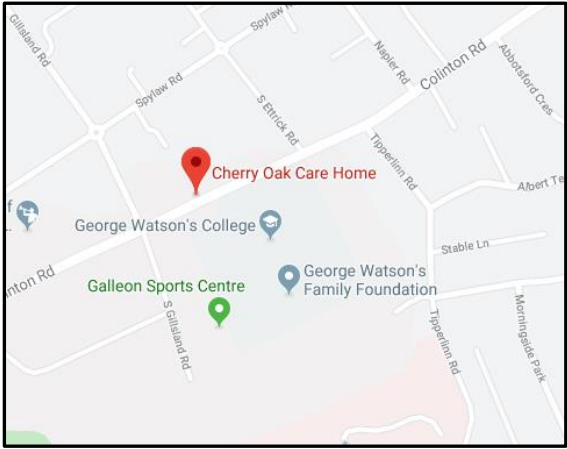 Gillsland Rd
Spylaw Rd
Spylaw Rd
S Ettrick Rd
Napier Rd
Colinton Rd
Abbotsford Cres
Tipperlinn Rd
Cherry Oak Care Home
Albert Te
f
George Watson's College
Stable Ln
inton Rd
Galleon Sports Centre
George Watson's
Family Foundation
S Gillsland Rd
Tipperlinn Rd
Morningside Park